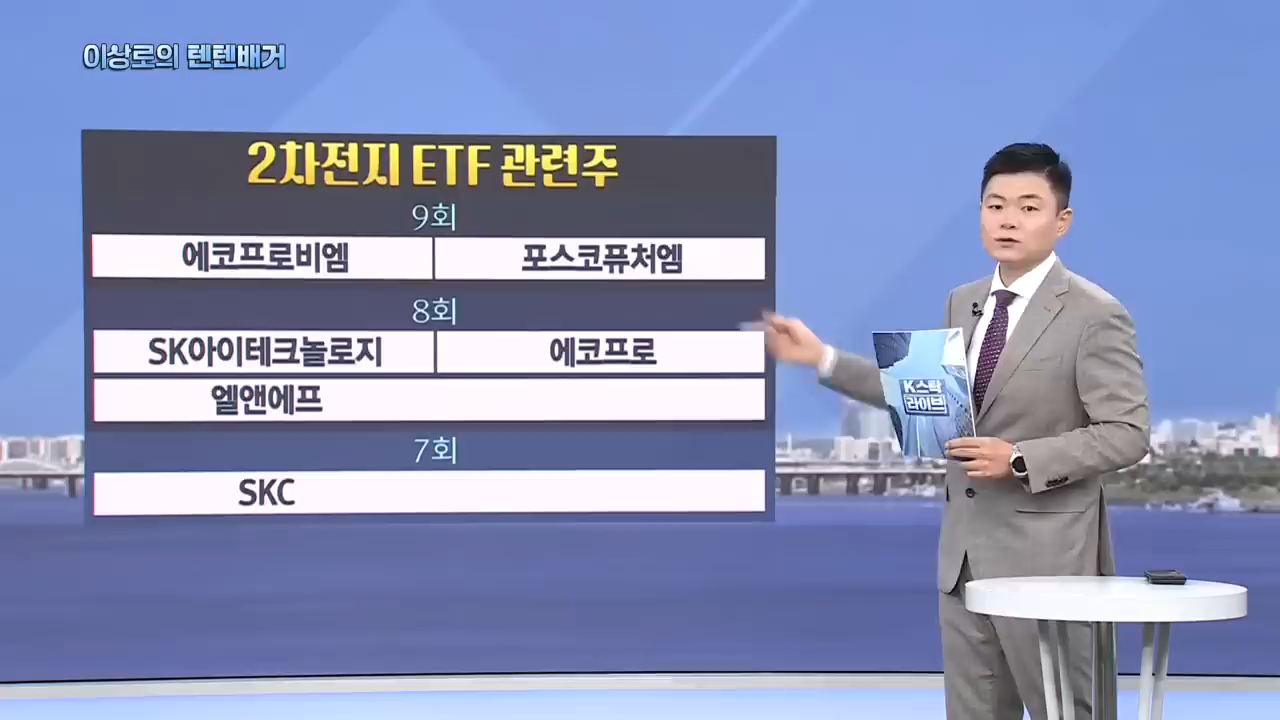 이상로의 텐텐배거
2차전지 ETF 관련주
9회
에코프로비엠 포스코퓨처엠
8회
SK아이테크놀로지 에코프로
엘앤에프
7회
SKC
K스탁
라이브